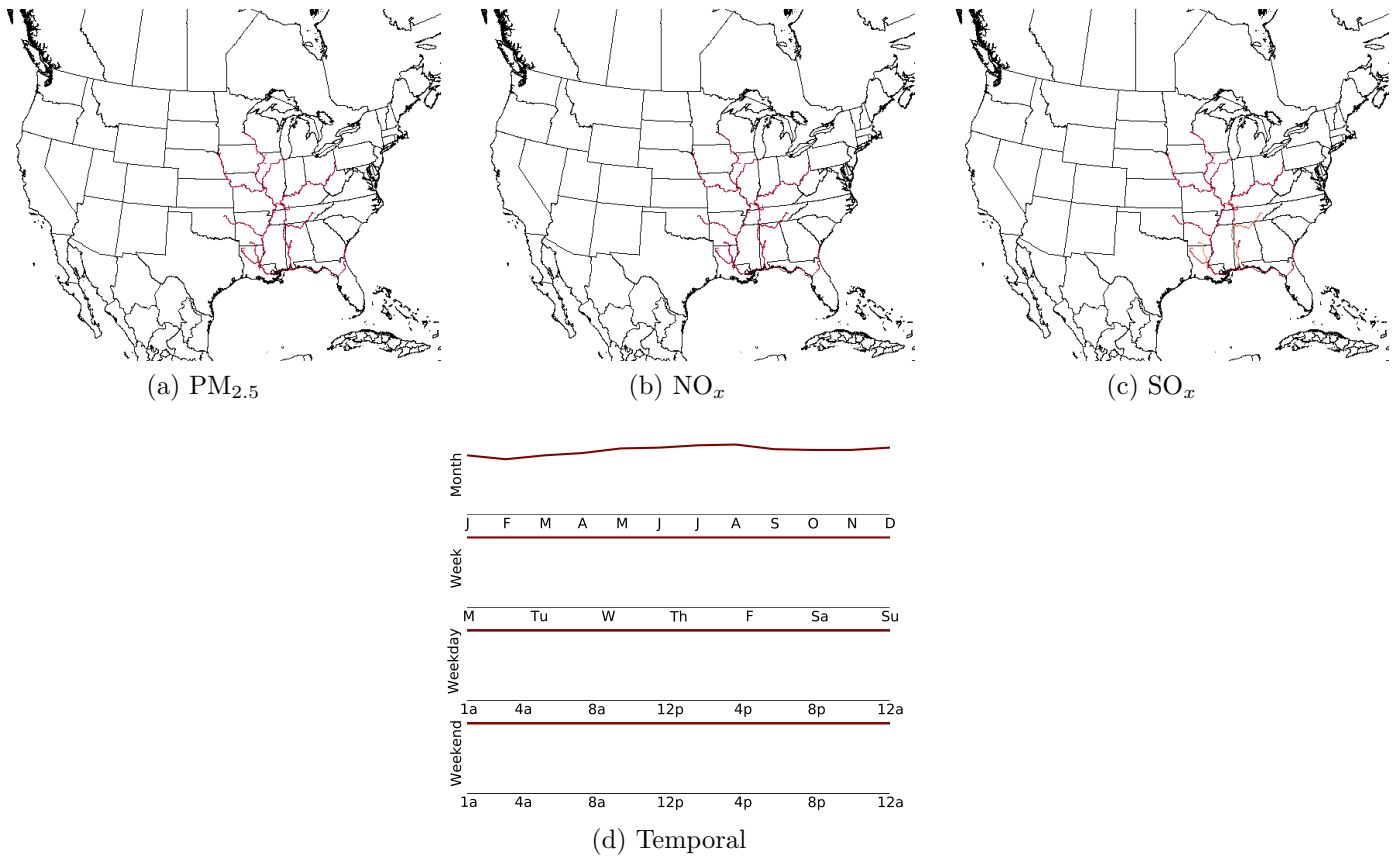 (a) PM2.5
(b) NOx
(c) SOx
Month
J F M A M J J A S O N D
Week
M Tu W Th F Sa Su
Weekday
1a 4a 8a 12p 4p 8p 12a
Weekend
1a 4a 8a 12p 4p 8p 12a
(d) Temporal